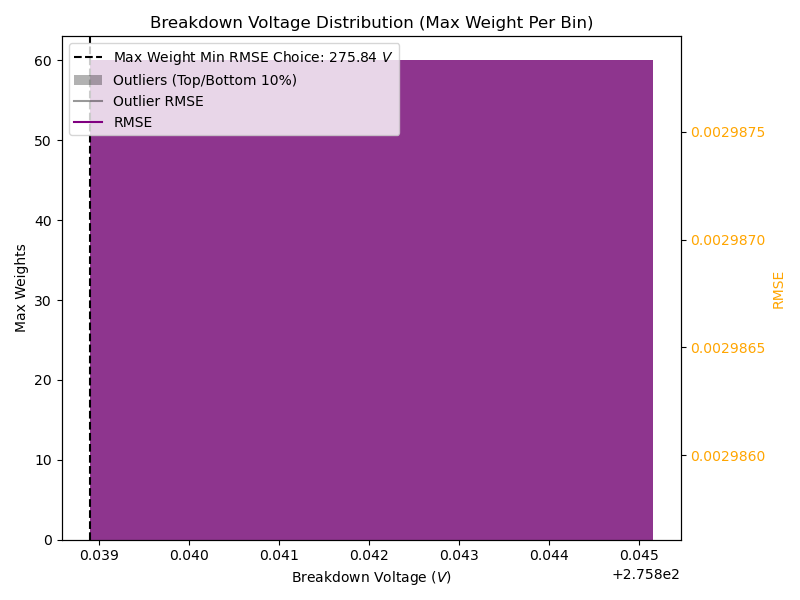 Breakdown Voltage Distribution (Max Weight Per Bin)
Max Weight Min RMSE Choice: 275.84 V
Outliers (Top/Bottom 10%)
Outlier RMSE
RMSE
60
50
40
30
20
10
0
Max Weights
0.0029875
0.0029870
0.0029865
0.0029860
RMSE
0.039 0.040 0.041 0.042 0.043 0.044 0.045
+2.758e2
Breakdown Voltage (V)